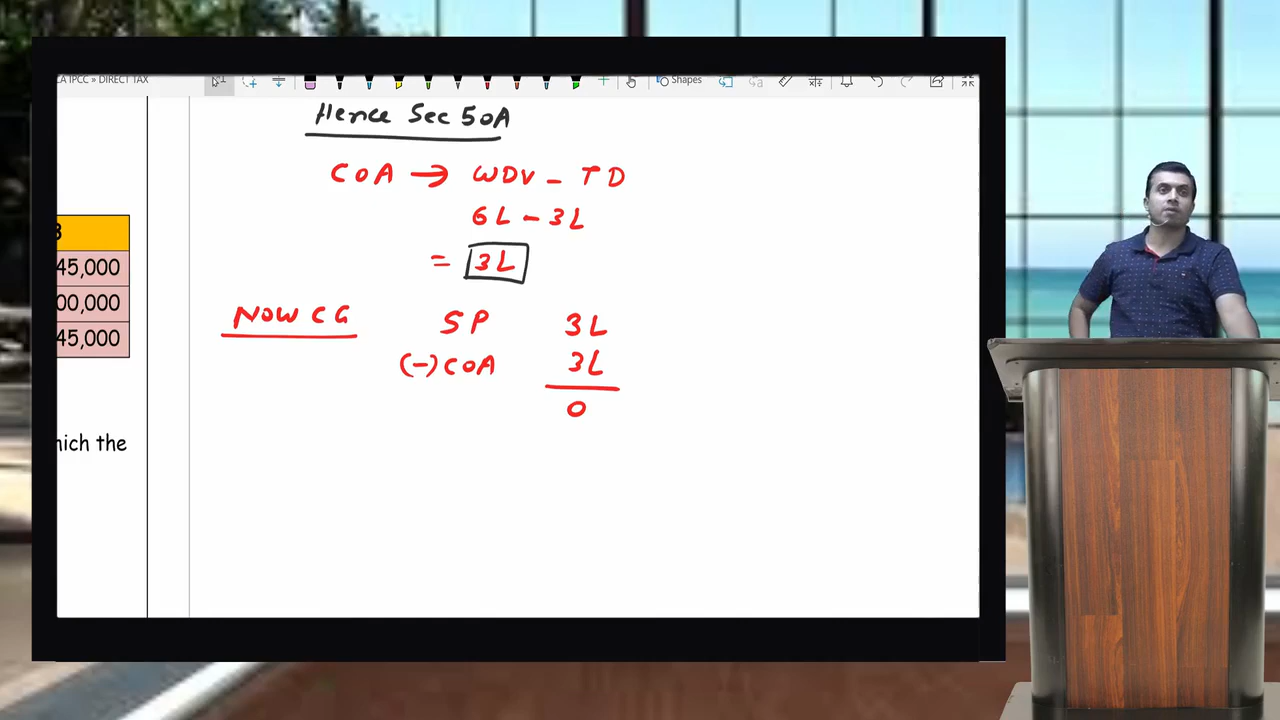 CA IPCC » DIRECT TAX
Shapes
Hence Sec 50A
COA → WDV - TD
6L - 3L
= 3L
45,000
00,000
45,000
NOW CG SP 3L
(-) COA 3L
0
the